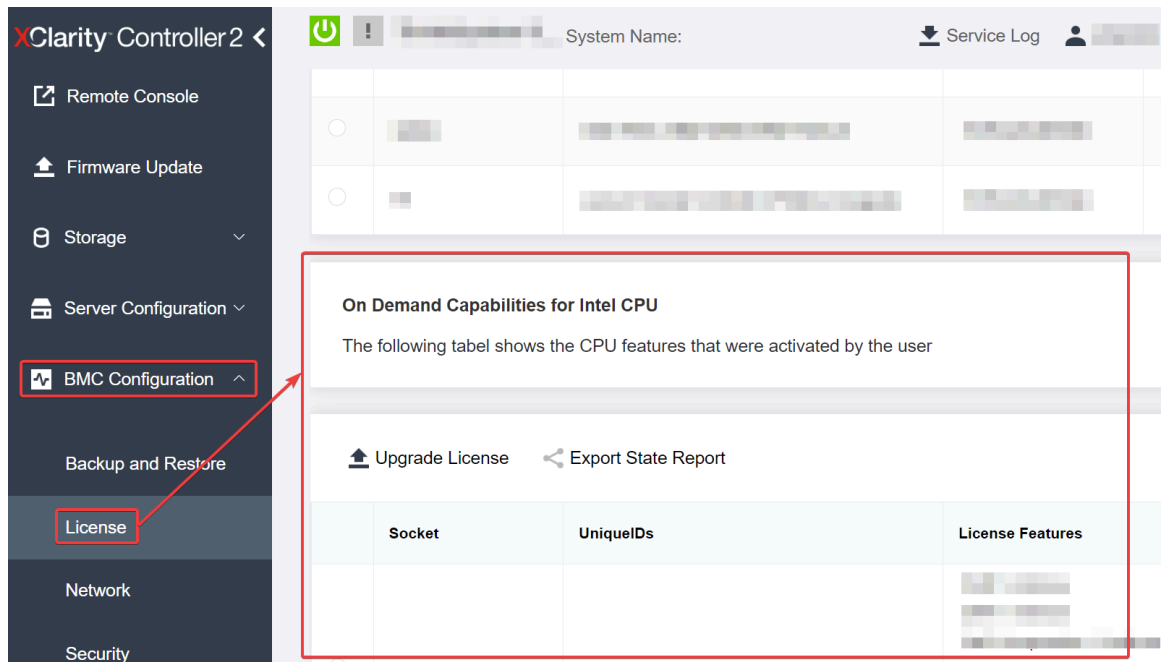 XClarity Controller 2
System Name:
Service Log
Remote Console
Firmware Update
Storage
Server Configuration
BMC Configuration
Backup and Restore
License
Network
Security
On Demand Capabilities for Intel CPU
The following tabel shows the CPU features that were activated by the user
Upgrade License
Export State Report
Socket UniqueIDs License Features